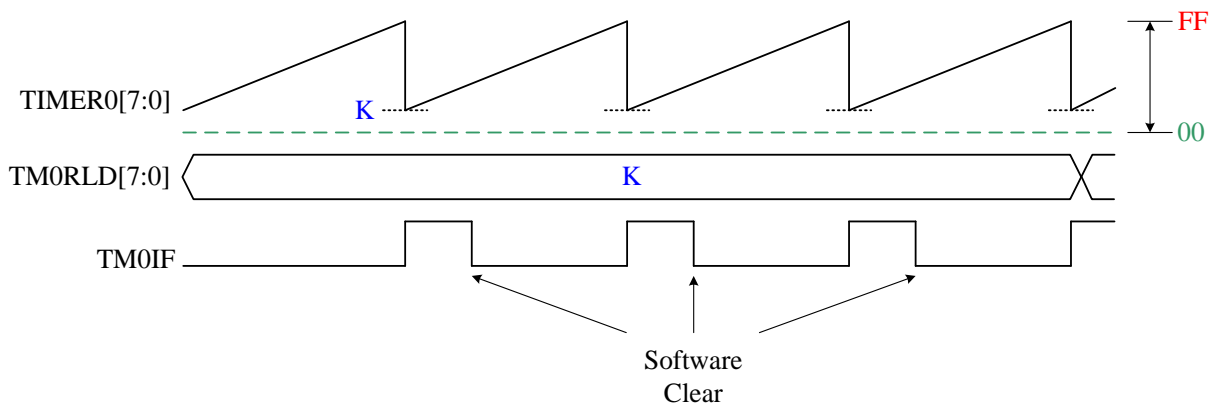 FF
TIMER0[7:0]
K
00
TM0RLD[7:0]
K
TM0IF
Software
Clear